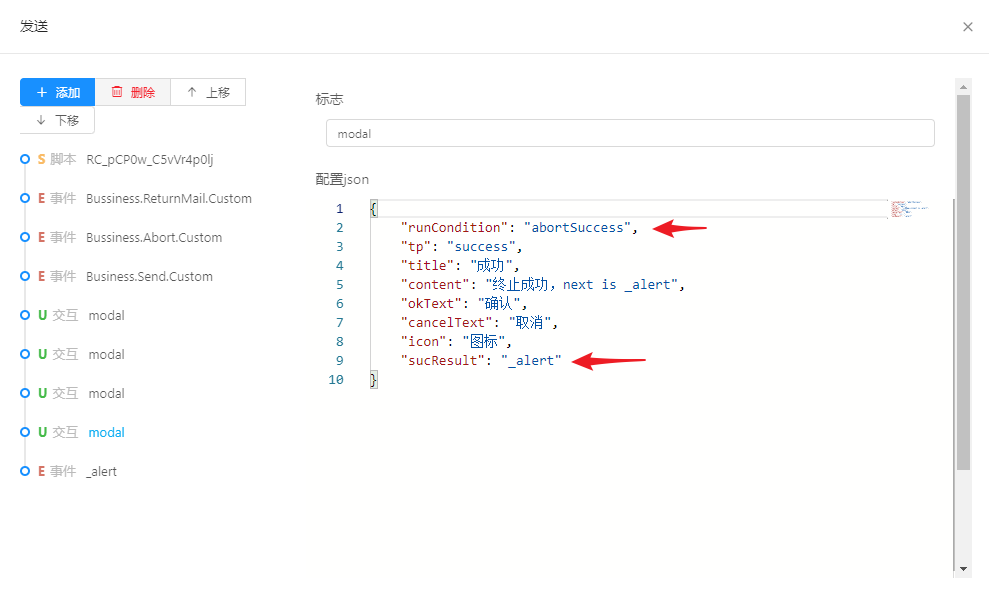 发送
添加 删除 上移
下移
S 脚本 RC_pCP0w_C5vVr4p0lj
E 事件 Bussiness.ReturnMail.Custom
E 事件 Bussiness.Abort.Custom
E 事件 Business.Send.Custom
U 交互 modal
U 交互 modal
U 交互 modal
U 交互 modal
E 事件 _alert
标志
modal
配置json
1 {
2 "runCondition": "abortSuccess",
3 "tp": "success",
4 "title": "成功",
5 "content": "终止成功，next is _alert",
6 "okText": "确认",
7 "cancelText": "取消",
8 "icon": "图标",
9 "sucResult": "_alert"
10 }